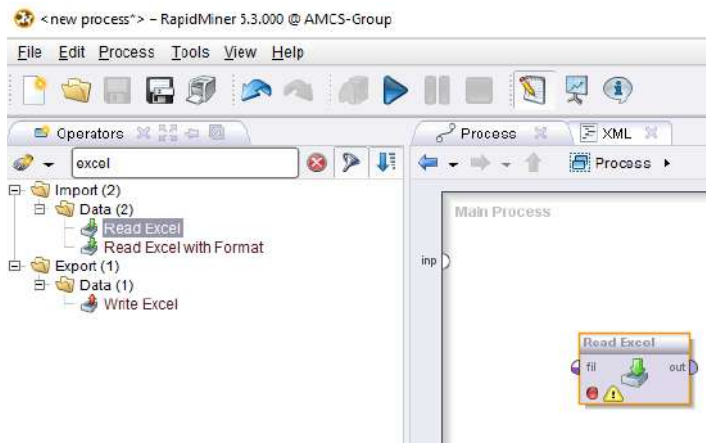 <new process*> – RapidMiner 5.3.000 @ AMCS-Group
File Edit Process Tools View Help
Operators
Process
XML
excel
Process
Import (2)
Data (2)
Read Excel
Read Excel with Format
Export (1)
Data (1)
Write Excel
Main Process
inp
Read Excel
fil
out